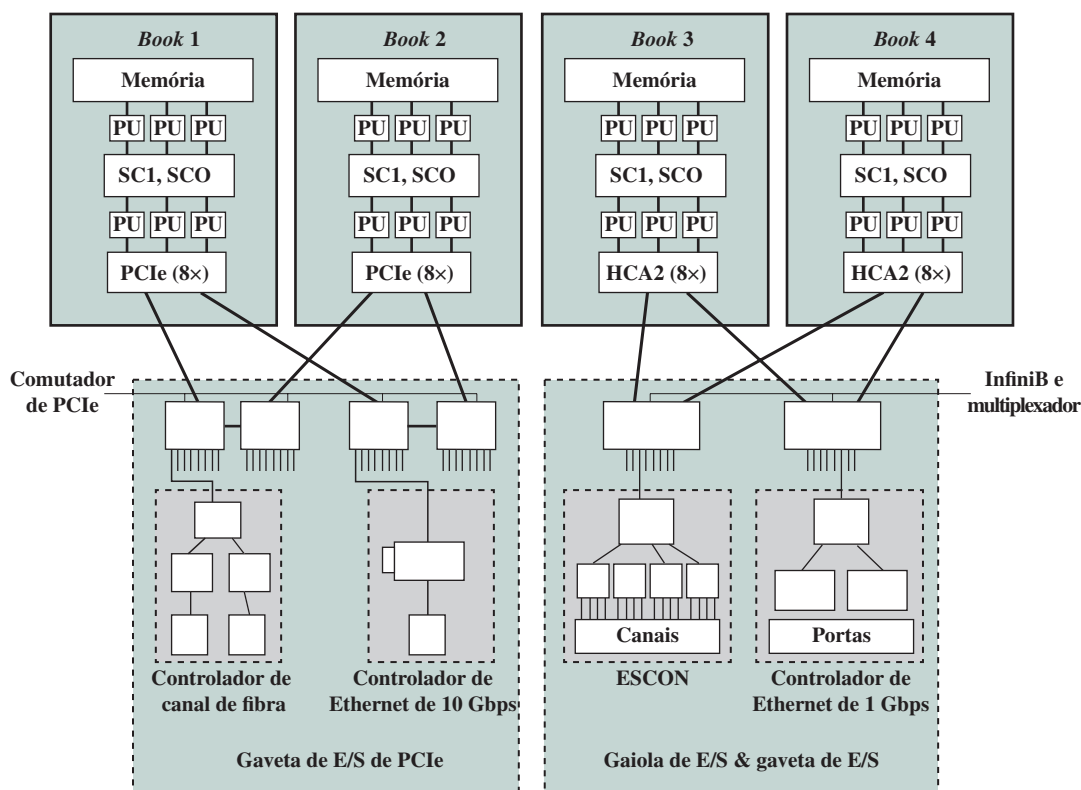 Book 1
Book 2
Book 3
Book 4
Memória
Memória
Memória
Memória
PU PU PU
PU PU PU
PU PU PU
PU PU PU
SC1, SCO
SC1, SCO
SC1, SCO
SC1, SCO
PU PU PU
PU PU PU
PU PU PU
PU PU PU
PCIe (8×)
PCIe (8×)
HCA2 (8×)
HCA2 (8×)
Comutador
de PCIe
InfiniB e
multiplexador
Canais
Portas
Controlador de
canal de fibra
Controlador de
Ethernet de 10 Gbps
ESCON
Controlador de
Ethernet de 1 Gbps
Gaveta de E/S de PCIe
Gaiola de E/S & gaveta de E/S